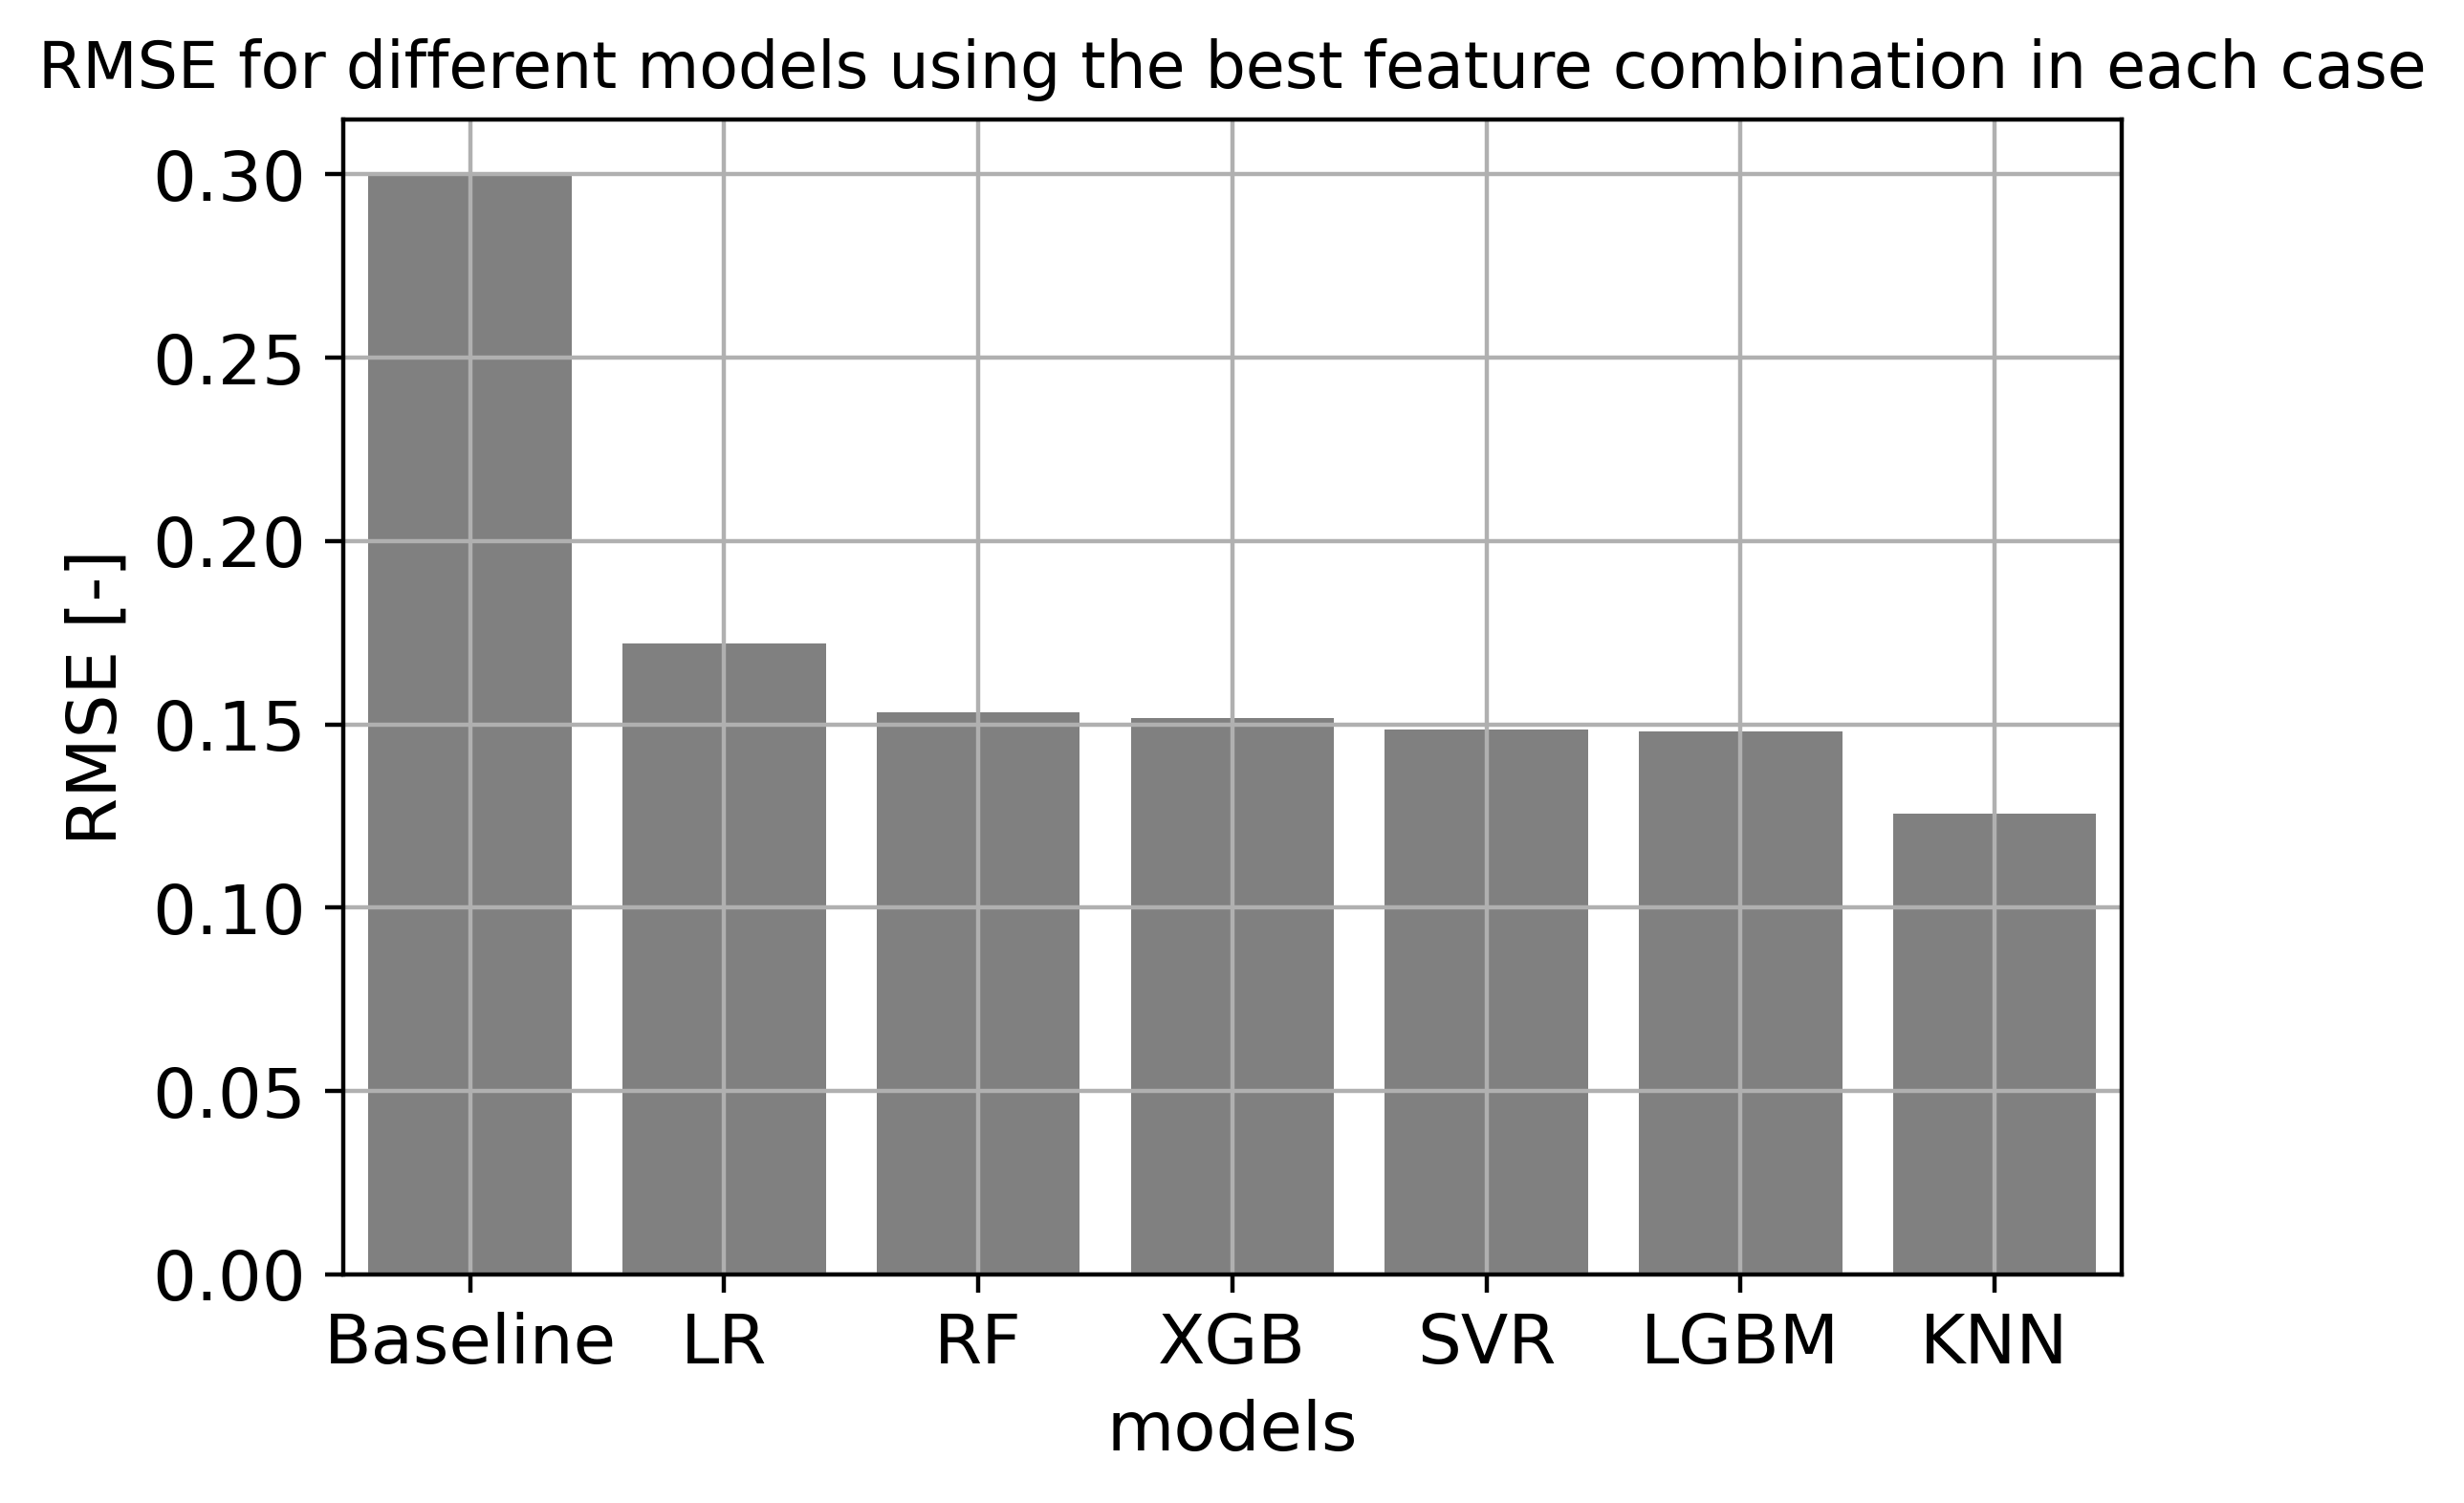 RMSE for different models using the best feature combination in each case
0.30
0.25
0.20
0.15
0.10
0.05
0.00
RMSE [-]
Baseline LR RF XGB SVR LGBM KNN
models